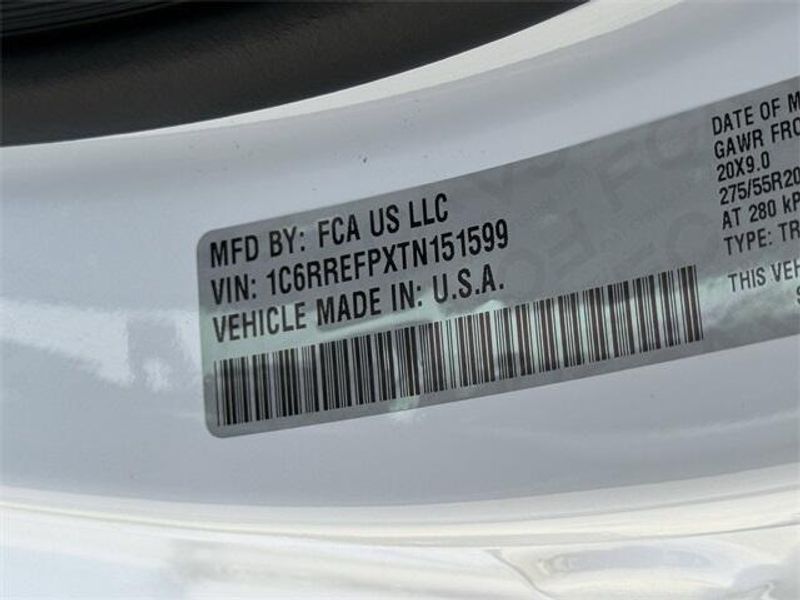 MFD BY: FCA US LLC
VIN: 1C6RREFPXTN151599
VEHICLE MADE IN: U.S.A.
DATE OF M
GAWR FRO
20X9.0
275/55R20
AT 280 kP
TYPE: TR
THIS VEH
S